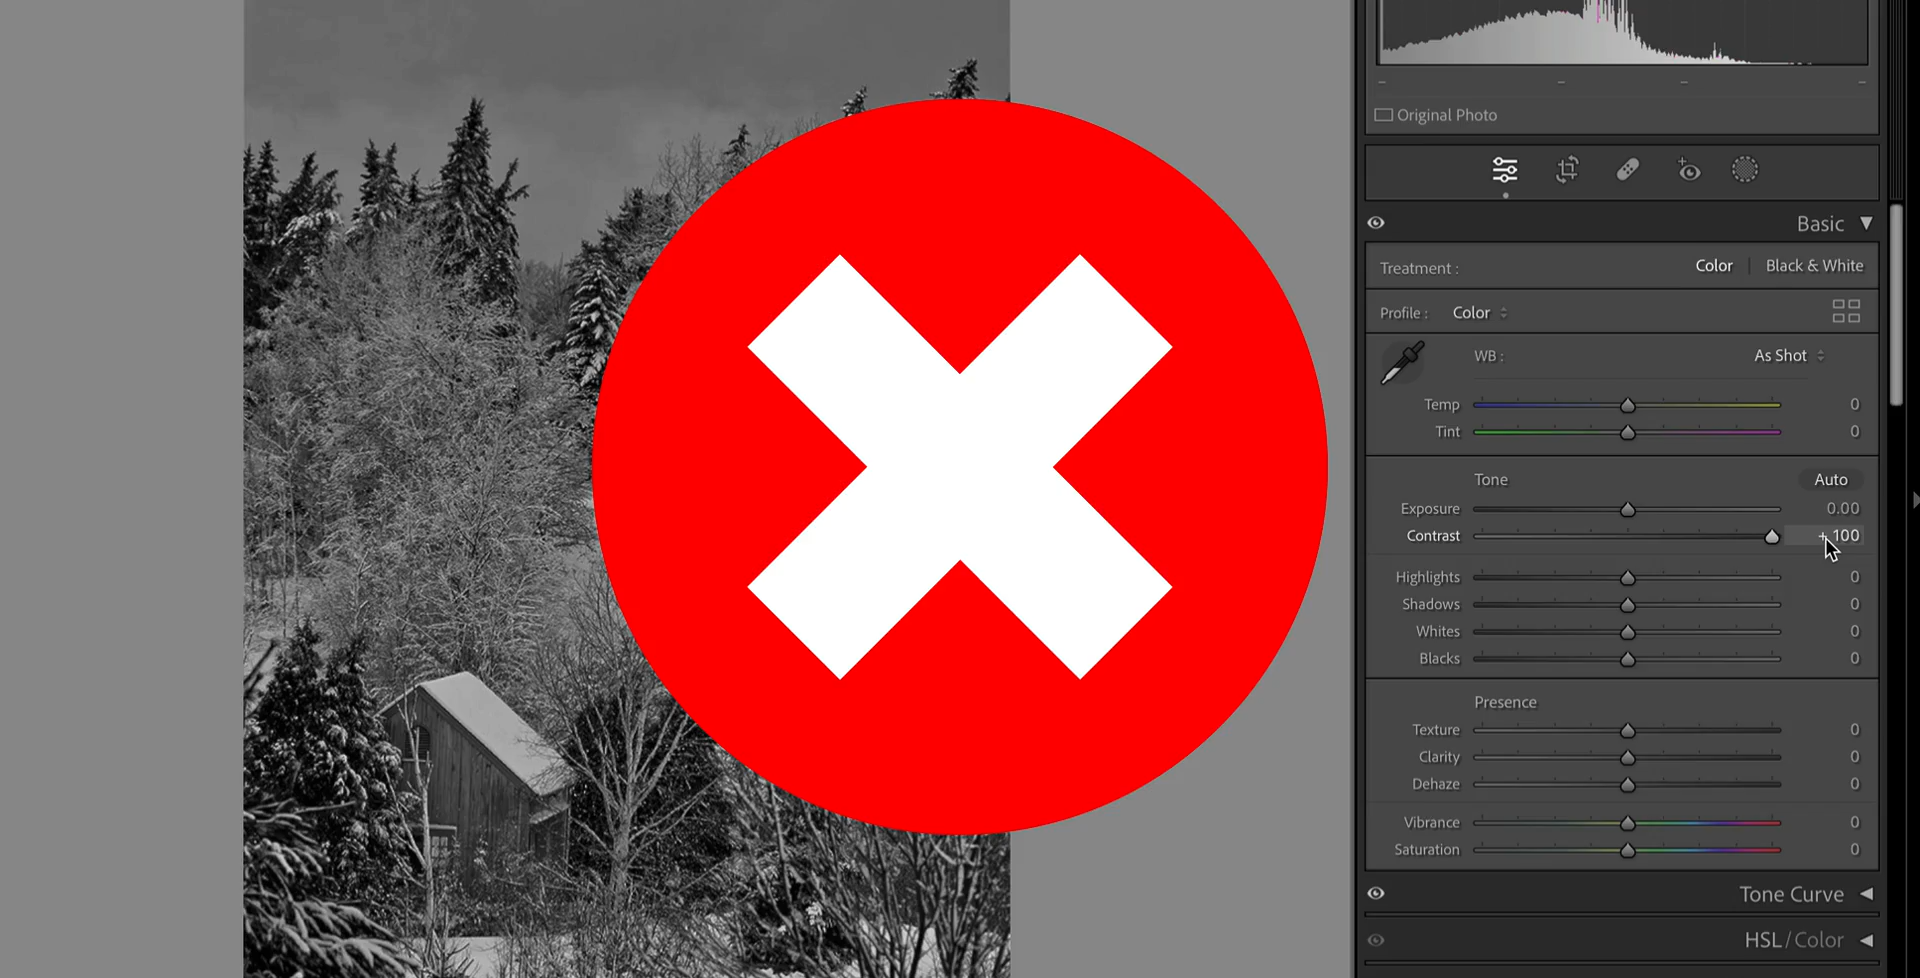 Original Photo
Basic
Treatment : Color | Black & White
Profile : Color
WB : As Shot
Temp 0
Tint 0
Tone Auto
Exposure 0.00
Contrast + 100
Highlights 0
Shadows 0
Whites 0
Blacks 0
Presence
Texture 0
Clarity 0
Dehaze 0
Vibrance 0
Saturation 0
Tone Curve
HSL / Color